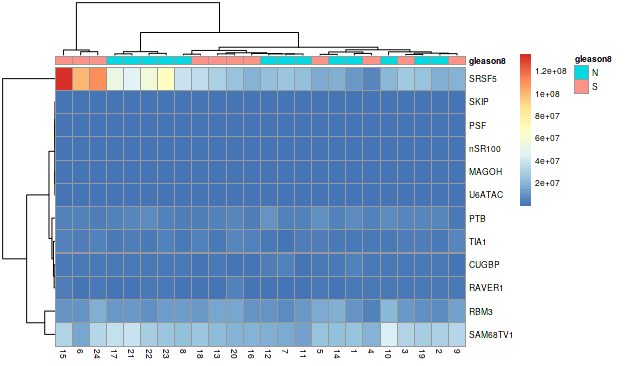 gleason8
SRSF5
SKIP
PSF
nSR100
MAGOH
U6ATAC
PTB
TIA1
CUGBP
RAVER1
RBM3
SAM68TV1
15 6 24 17 21 22 23 8 18 13 20 16 12 7 11 5 14 1 4 10 3 19 2 9
1.2e+08
1e+08
8e+07
6e+07
4e+07
2e+07
gleason8
N
S